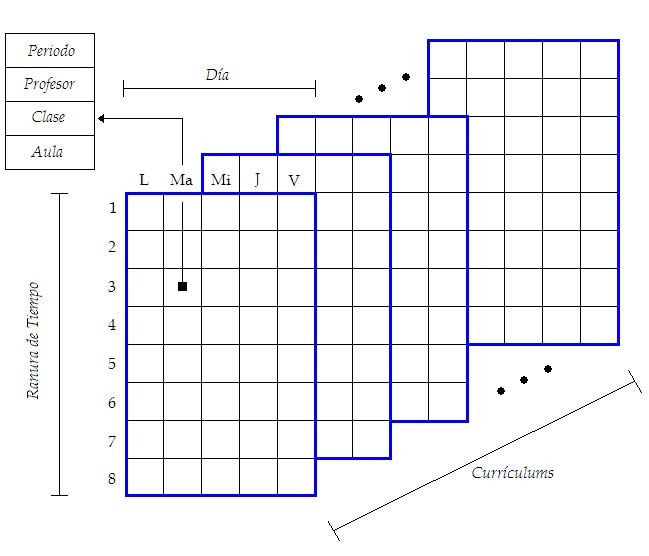 Periodo
Profesor
Clase
Aula
Día
L Ma Mi J V
1
2
3
4
5
6
7
8
Ranura de Tiempo
Currículums